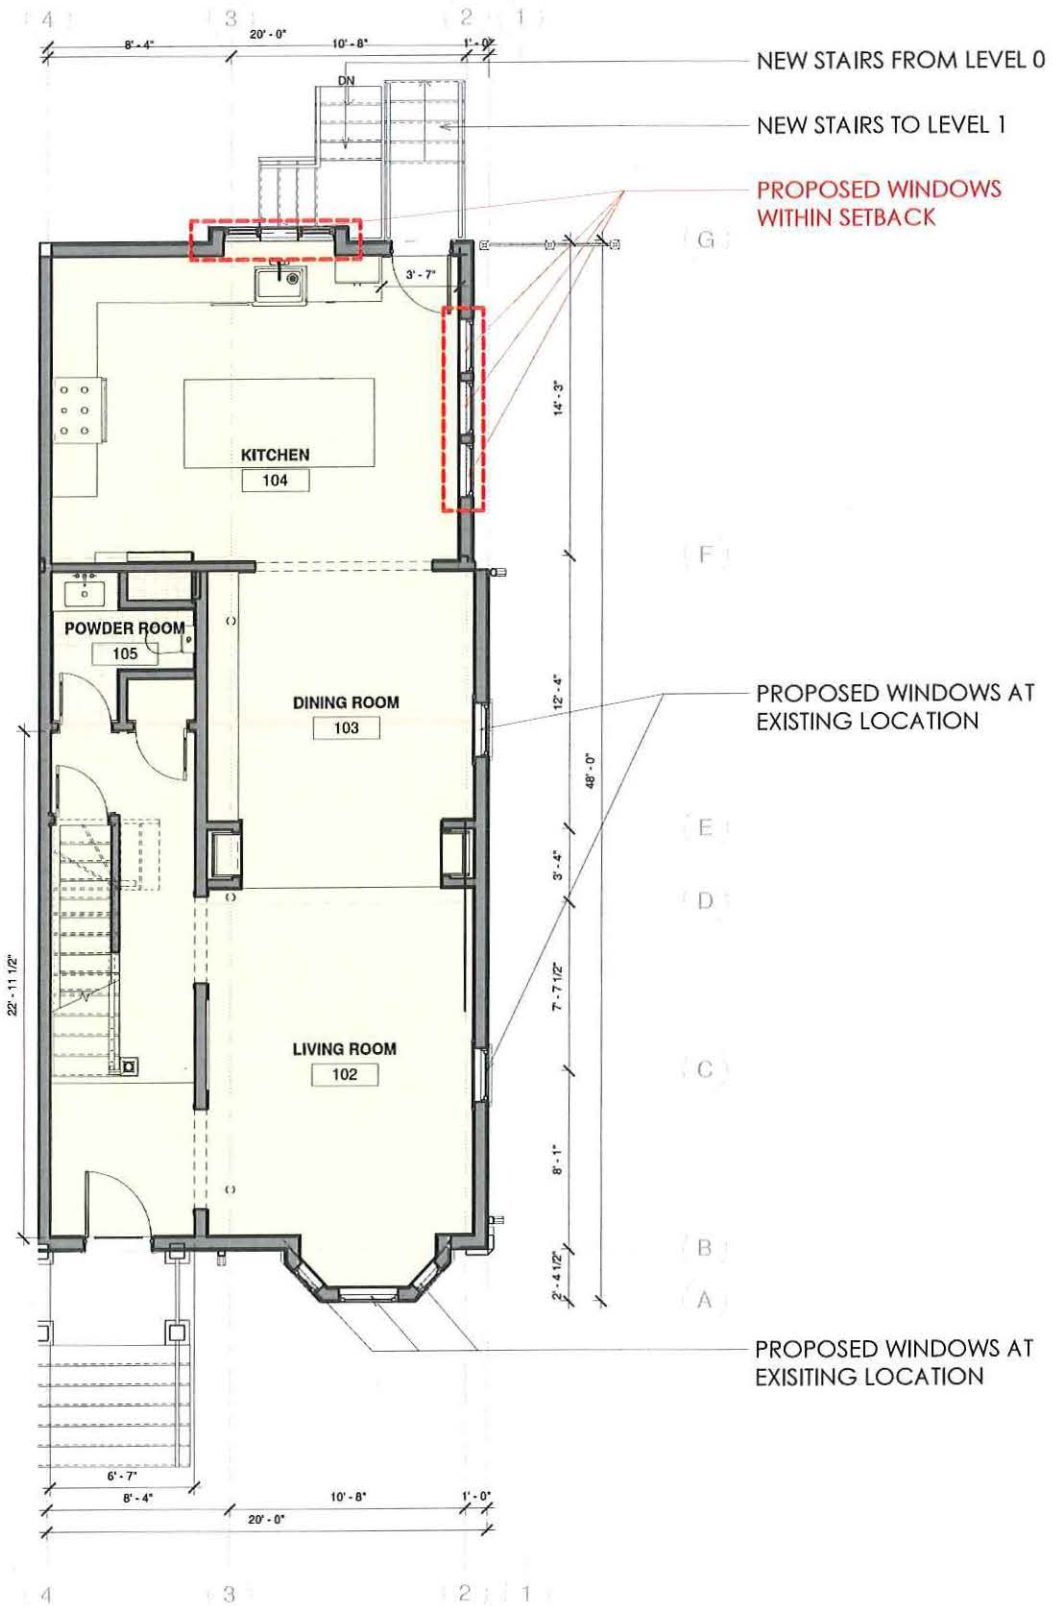 4 3 2 1
20' - 0"
8' - 4" 10' - 8" 1' - 0"
NEW STAIRS FROM LEVEL 0
DN
NEW STAIRS TO LEVEL 1
PROPOSED WINDOWS
WITHIN SETBACK
G
3' - 7"
14' - 3"
KITCHEN
104
F
POWDER ROOM
105
DINING ROOM
103
12' - 4"
PROPOSED WINDOWS AT
EXISTING LOCATION
48' - 0"
E
3' - 4"
D
22' - 11 1/2"
7' - 7 1/2"
LIVING ROOM
102
C
8' - 1"
B
2' - 4 1/2"
A
PROPOSED WINDOWS AT
EXISITING LOCATION
6' - 7"
8' - 4" 10' - 8" 1' - 0"
20' - 0"
4 3 2 1